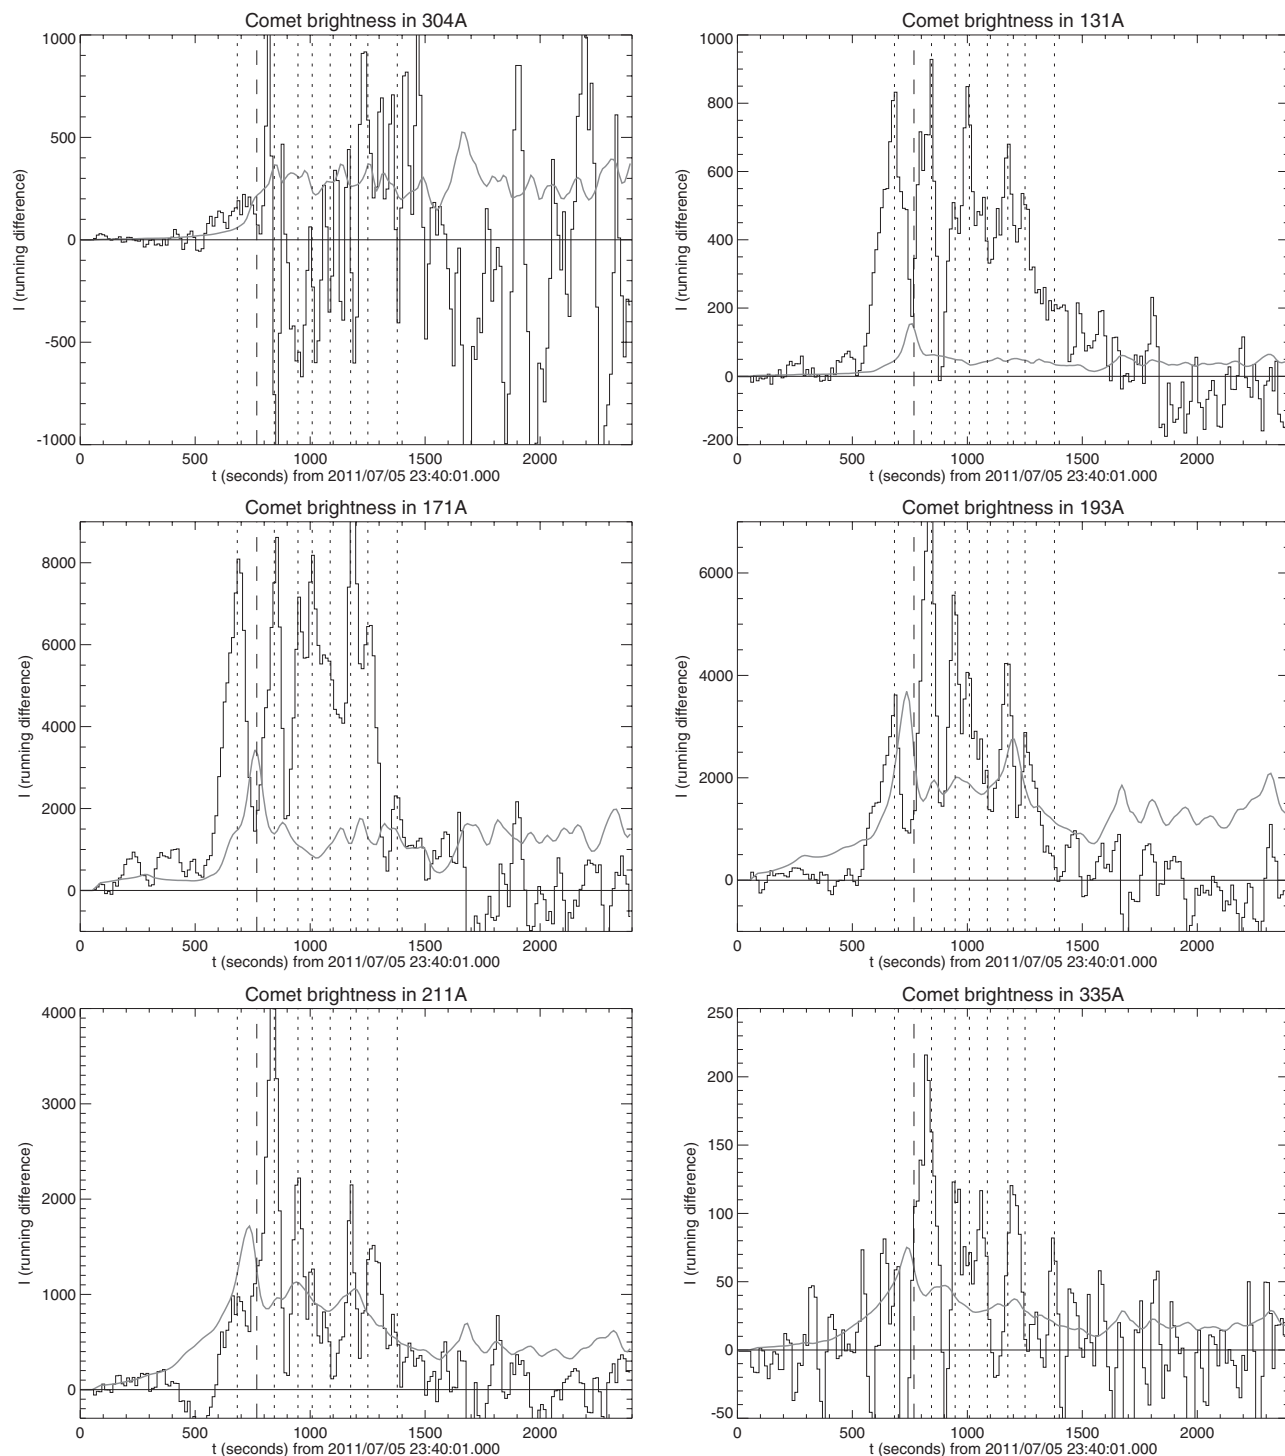 Comet brightness in 304A
1000
500
0
-500
-1000
I (running difference)
0 500 1000 1500 2000
t (seconds) from 2011/07/05 23:40:01.000
Comet brightness in 131A
1000
800
600
400
200
0
-200
I (running difference)
0 500 1000 1500 2000
t (seconds) from 2011/07/05 23:40:01.000
Comet brightness in 171A
8000
6000
4000
2000
0
I (running difference)
0 500 1000 1500 2000
t (seconds) from 2011/07/05 23:40:01.000
Comet brightness in 193A
6000
4000
2000
0
I (running difference)
0 500 1000 1500 2000
t (seconds) from 2011/07/05 23:40:01.000
Comet brightness in 211A
4000
3000
2000
1000
0
I (running difference)
0 500 1000 1500 2000
t (seconds) from 2011/07/05 23:40:01.000
Comet brightness in 335A
250
200
150
100
50
0
-50
I (running difference)
0 500 1000 1500 2000
t (seconds) from 2011/07/05 23:40:01.000